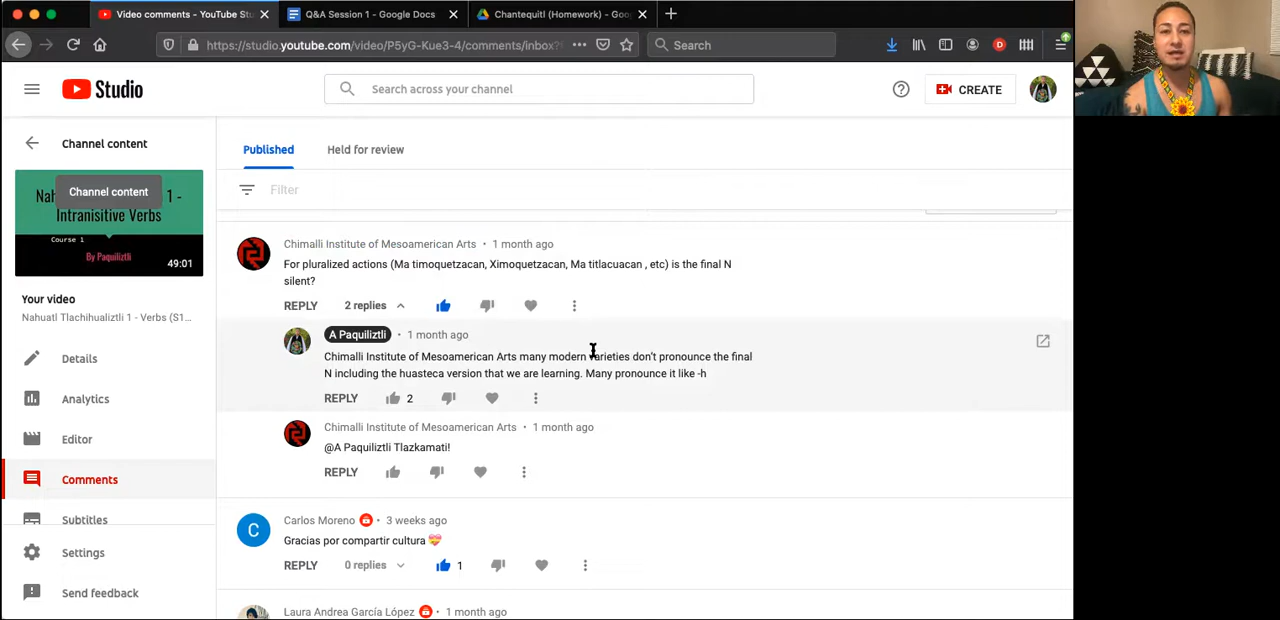 Video comments - YouTube St
Q&A Session 1 - Google Docs
Chantequitl (Homework) - Goo
https://studio.youtube.com/video/P5yG-Kue3-4/comments/inbox?
Search
Studio
Search across your channel
CREATE
Channel content
Published
Held for review
Channel content
Nah
1 -
Intranisitive Verbs
Course 1
By Paquiliztli
49:01
Filter
Your video
Nahuatl Tlachihualiztli 1 - Verbs (S1...
Details
Analytics
Editor
Comments
Subtitles
Settings
Send feedback
Chimalli Institute of Mesoamerican Arts • 1 month ago
For pluralized actions (Ma timoquetzacan, Ximoquetzacan, Ma titlacuacan , etc) is the final N
silent?
REPLY 2 replies
A Paquiliztli • 1 month ago
Chimalli Institute of Mesoamerican Arts many modern varieties don't pronounce the final
N including the huasteca version that we are learning. Many pronounce it like -h
REPLY 2
Chimalli Institute of Mesoamerican Arts • 1 month ago
@A Paquiliztli Tlazkamati!
REPLY
C
Carlos Moreno • 3 weeks ago
Gracias por compartir cultura 💝
REPLY 0 replies 1
Laura Andrea García López • 1 month ago